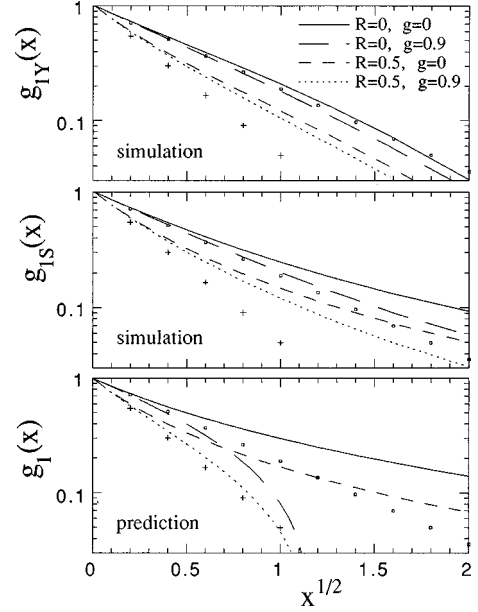 1
R=0, g=0
R=0, g=0.9
R=0.5, g=0
R=0.5, g=0.9
g1Y(x)
0.1
simulation
1
g1S(x)
0.1
simulation
1
g1(x)
0.1
prediction
0 0.5 1 1.5 2
x1/2